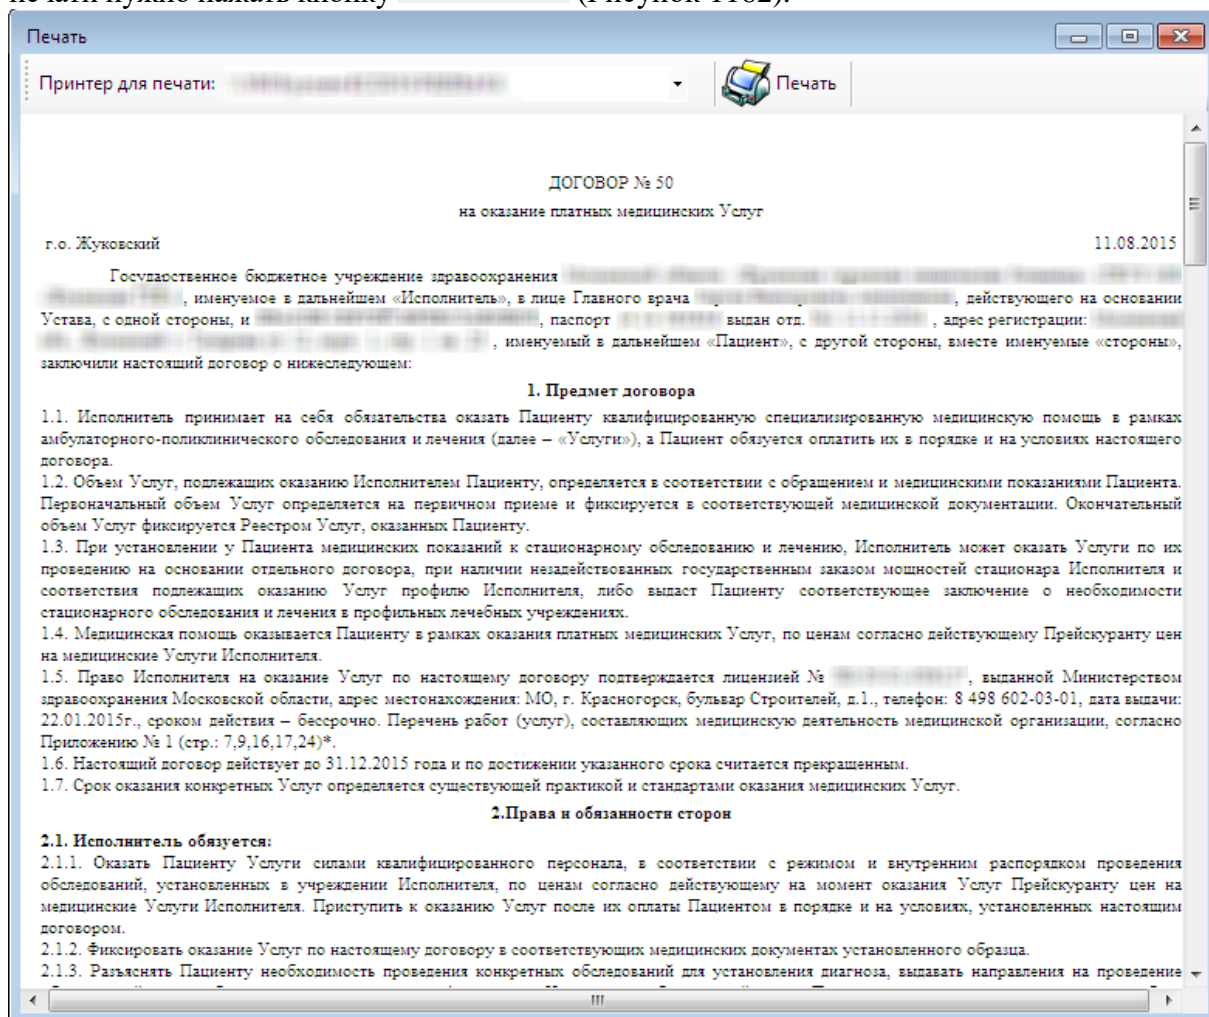 печати нужно нажать кнопку (Рисунок 1182).
Печать
Принтер для печати: Печать
ДОГОВОР № 50
на оказание платных медицинских Услуг
г.о. Жуковский 11.08.2015
Государственное бюджетное учреждение здравоохранения
, именуемое в дальнейшем «Исполнитель», в лице Главного врача , действующего на основании
Устава, с одной стороны, и , паспорт выдан отд. , адрес регистрации:
, именуемый в дальнейшем «Пациент», с другой стороны, вместе именуемые «стороны»,
заключили настоящий договор о нижеследующем:
1. Предмет договора
1.1. Исполнитель принимает на себя обязательства оказать Пациенту квалифицированную специализированную медицинскую помощь в рамках
амбулаторного-поликлинического обследования и лечения (далее – «Услуги»), а Пациент обязуется оплатить их в порядке и на условиях настоящего
договора.
1.2. Объем Услуг, подлежащих оказанию Исполнителем Пациенту, определяется в соответствии с обращением и медицинскими показаниями Пациента.
Первоначальный объем Услуг определяется на первичном приеме и фиксируется в соответствующей медицинской документации. Окончательный
объем Услуг фиксируется Реестром Услуг, оказанных Пациенту.
1.3. При установлении у Пациента медицинских показаний к стационарному обследованию и лечению, Исполнитель может оказать Услуги по их
проведению на основании отдельного договора, при наличии незадействованных государственным заказом мощностей стационара Исполнителя и
соответствия подлежащих оказанию Услуг профилю Исполнителя, либо выдаст Пациенту соответствующее заключение о необходимости
стационарного обследования и лечения в профильных лечебных учреждениях.
1.4. Медицинская помощь оказывается Пациенту в рамках оказания платных медицинских Услуг, по ценам согласно действующему Прейскуранту цен
на медицинские Услуги Исполнителя.
1.5. Право Исполнителя на оказание Услуг по настоящему договору подтверждается лицензией № , выданной Министерством
здравоохранения Московской области, адрес местонахождения: МО, г. Красногорск, бульвар Строителей, д.1., телефон: 8 498 602-03-01, дата выдачи:
22.01.2015г., сроком действия – бессрочно. Перечень работ (услуг), составляющих медицинскую деятельность медицинской организации, согласно
Приложению № 1 (стр.: 7,9,16,17,24)*.
1.6. Настоящий договор действует до 31.12.2015 года и по достижении указанного срока считается прекращенным.
1.7. Срок оказания конкретных Услуг определяется существующей практикой и стандартами оказания медицинских Услуг.
2.Права и обязанности сторон
2.1. Исполнитель обязуется:
2.1.1. Оказать Пациенту Услуги силами квалифицированного персонала, в соответствии с режимом и внутренним распорядком проведения
обследований, установленных в учреждении Исполнителя, по ценам согласно действующему на момент оказания Услуг Прейскуранту цен на
медицинские Услуги Исполнителя. Приступить к оказанию Услуг после их оплаты Пациентом в порядке и на условиях, установленных настоящим
договором.
2.1.2. Фиксировать оказание Услуг по настоящему договору в соответствующих медицинских документах установленного образца.
2.1.3. Разъяснять Пациенту необходимость проведения конкретных обследований для установления диагноза, выдавать направления на проведение